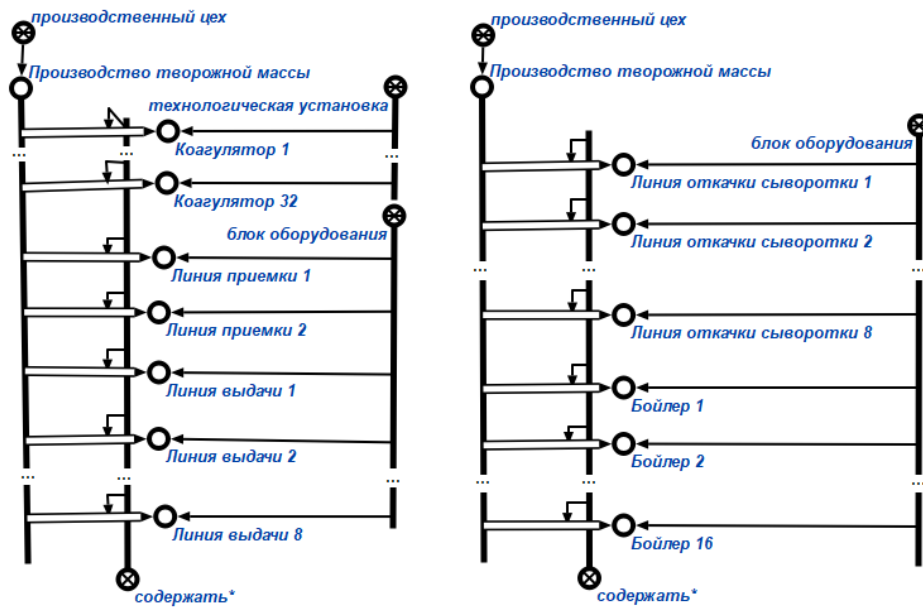 производственный цех
Производство творожной массы
технологическая установка
Коагулятор 1
...
...
...
Коагулятор 32
блок оборудования
Линия приемки 1
Линия приемки 2
Линия выдачи 1
Линия выдачи 2
...
...
...
Линия выдачи 8
содержать*
производственный цех
Производство творожной массы
блок оборудования
Линия откачки сыворотки 1
Линия откачки сыворотки 2
...
...
...
Линия откачки сыворотки 8
Бойлер 1
Бойлер 2
...
...
...
Бойлер 16
содержать*